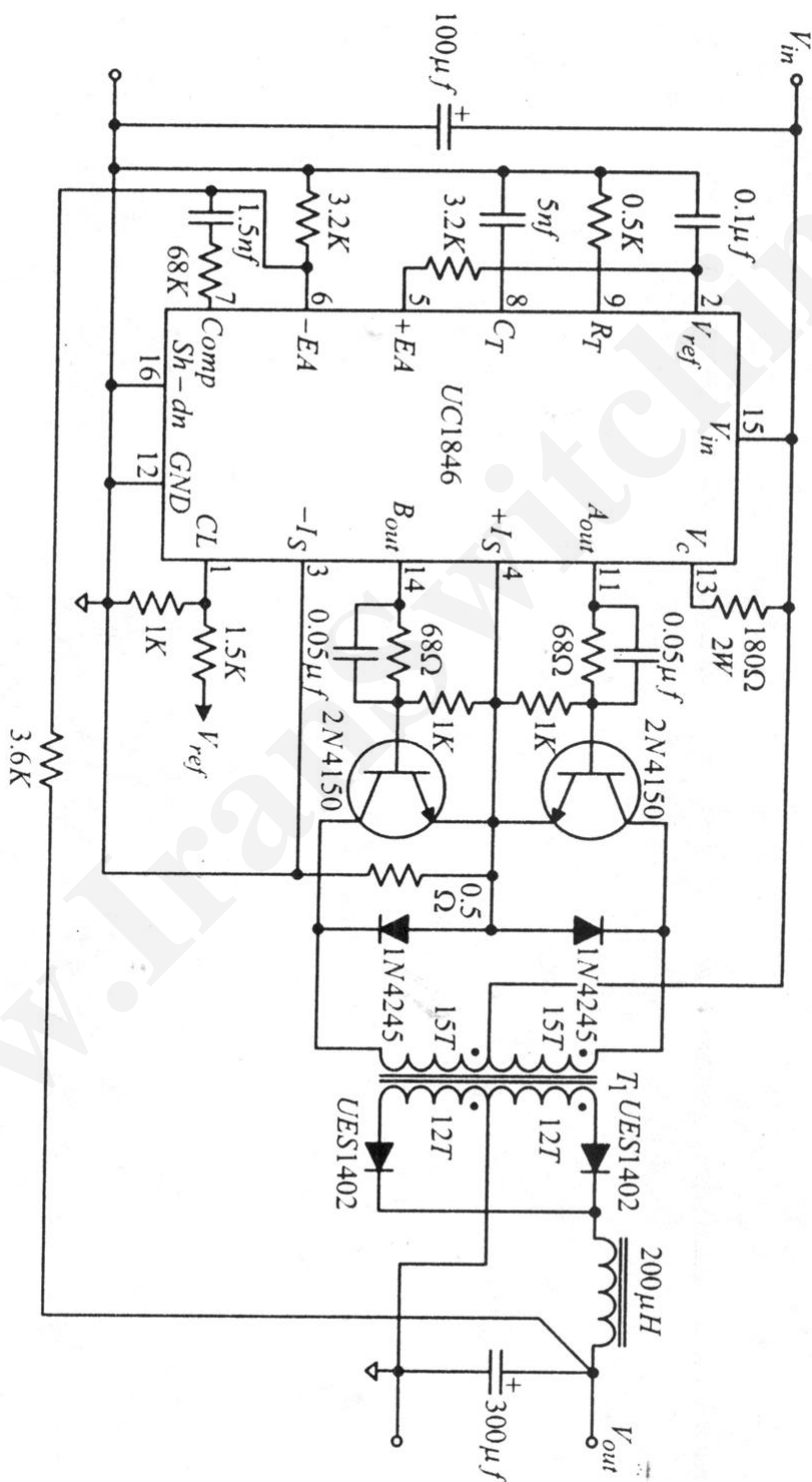 V_in
100µf
0.1µf
0.5K
5nf
3.2K
3.2K
1.5nf
68K
2
9
8
5
6
7
V_ref
R_T
C_T
+EA
-EA
Comp
Sh-dn
16
GND
12
UC1846
V_in
15
V_c
13
A_out
11
+I_S
4
B_out
14
-I_S
3
CL
1
180Ω
2W
0.05µf
68Ω
1K
2N4150
68Ω
0.05µf
1K
2N4150
0.5
Ω
1K
1.5K
V_ref
3.6K
1N4245
1N4245
15T
15T
T_1
12T
12T
UES1402
UES1402
200µH
300µf
V_out
w.IranSwitchin